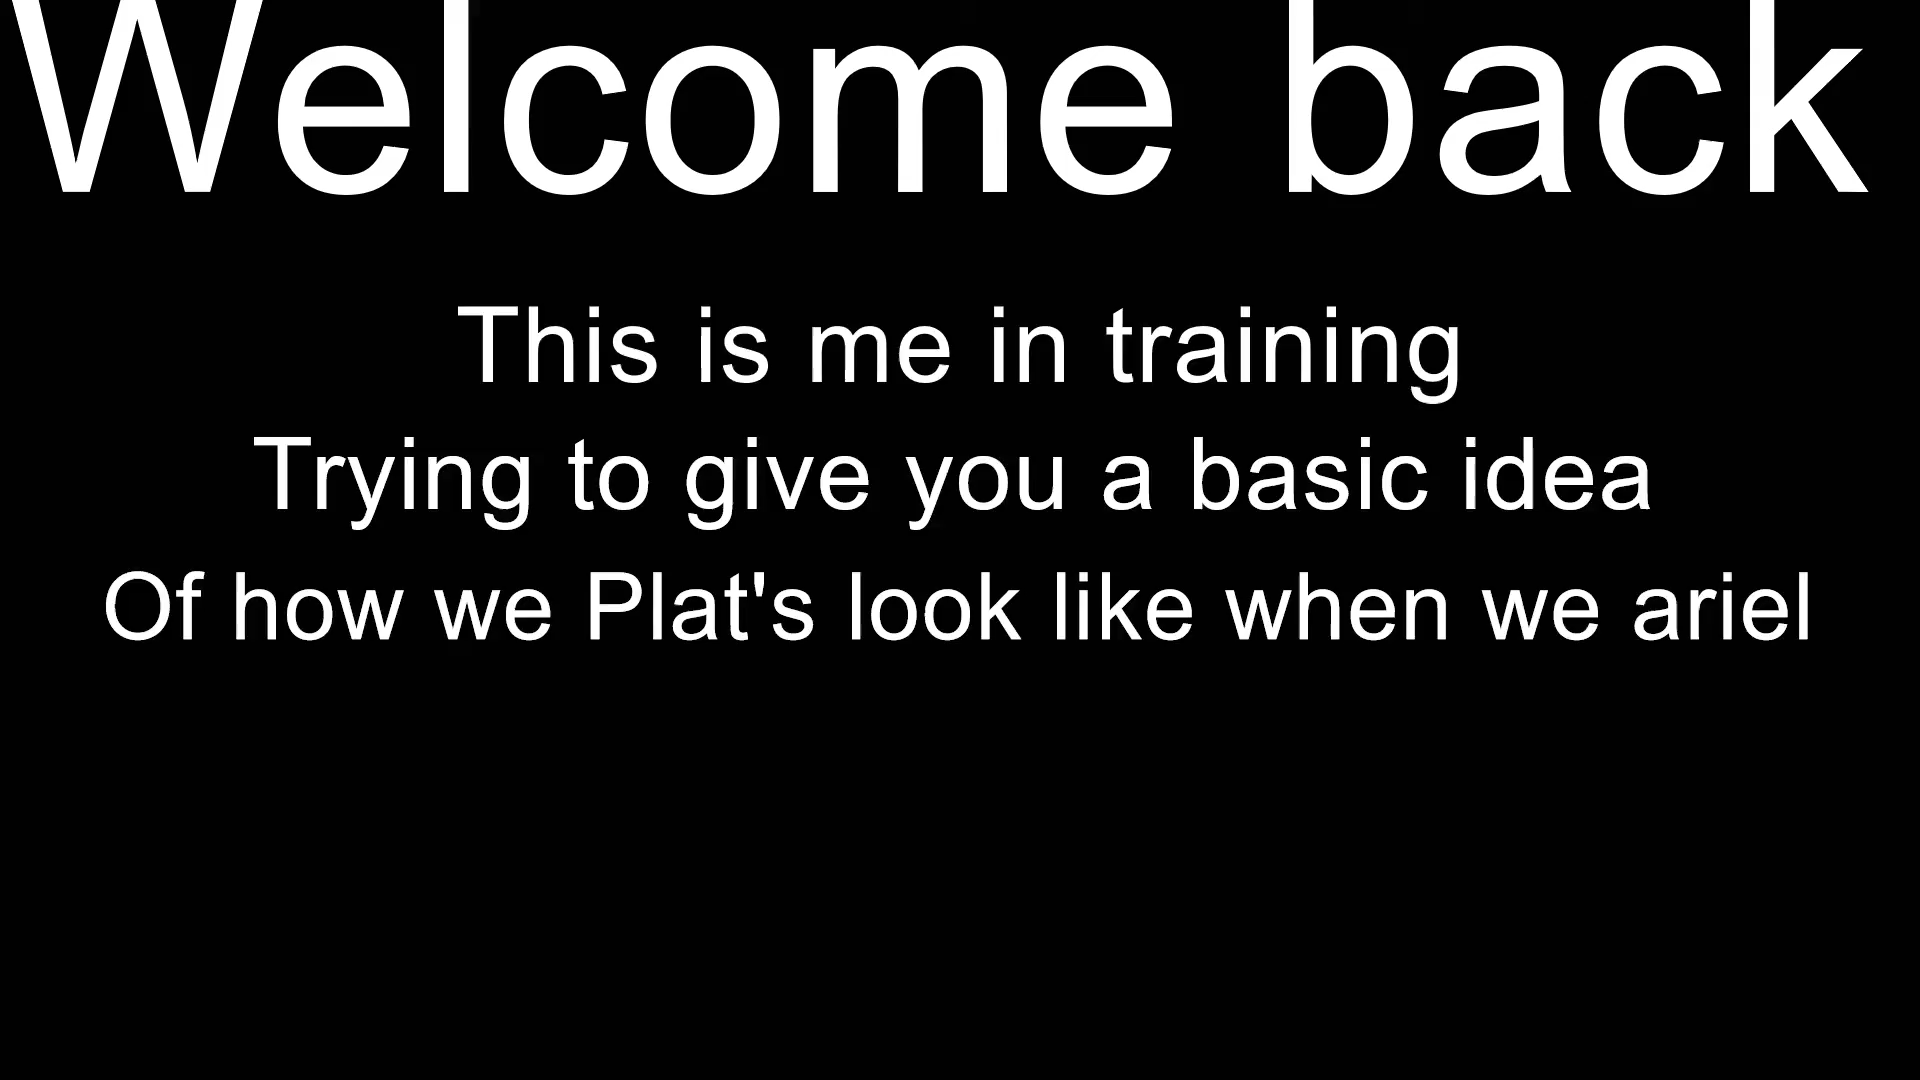 Welcome back
This is me in training
Trying to give you a basic idea
Of how we Plat's look like when we ariel